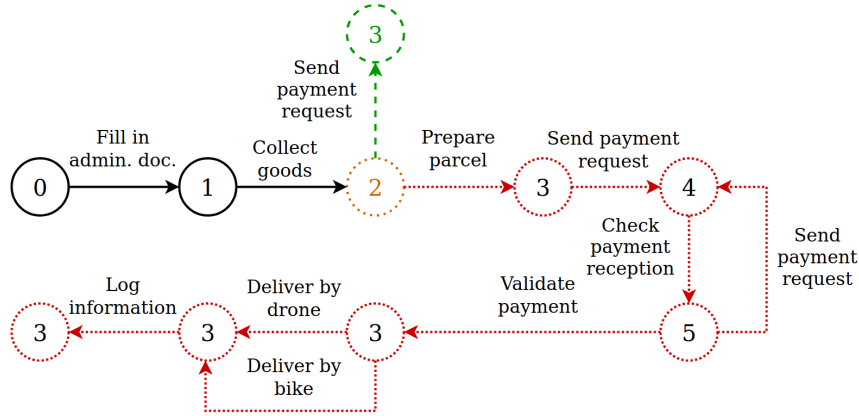 3
Send
payment
request
Fill in
admin. doc.
Collect
goods
Prepare
parcel
Send payment
request
0
1
2
3
4
Check
payment
reception
Send
payment
request
Log
information
Deliver by
drone
Validate
payment
3
3
3
5
Deliver by
bike